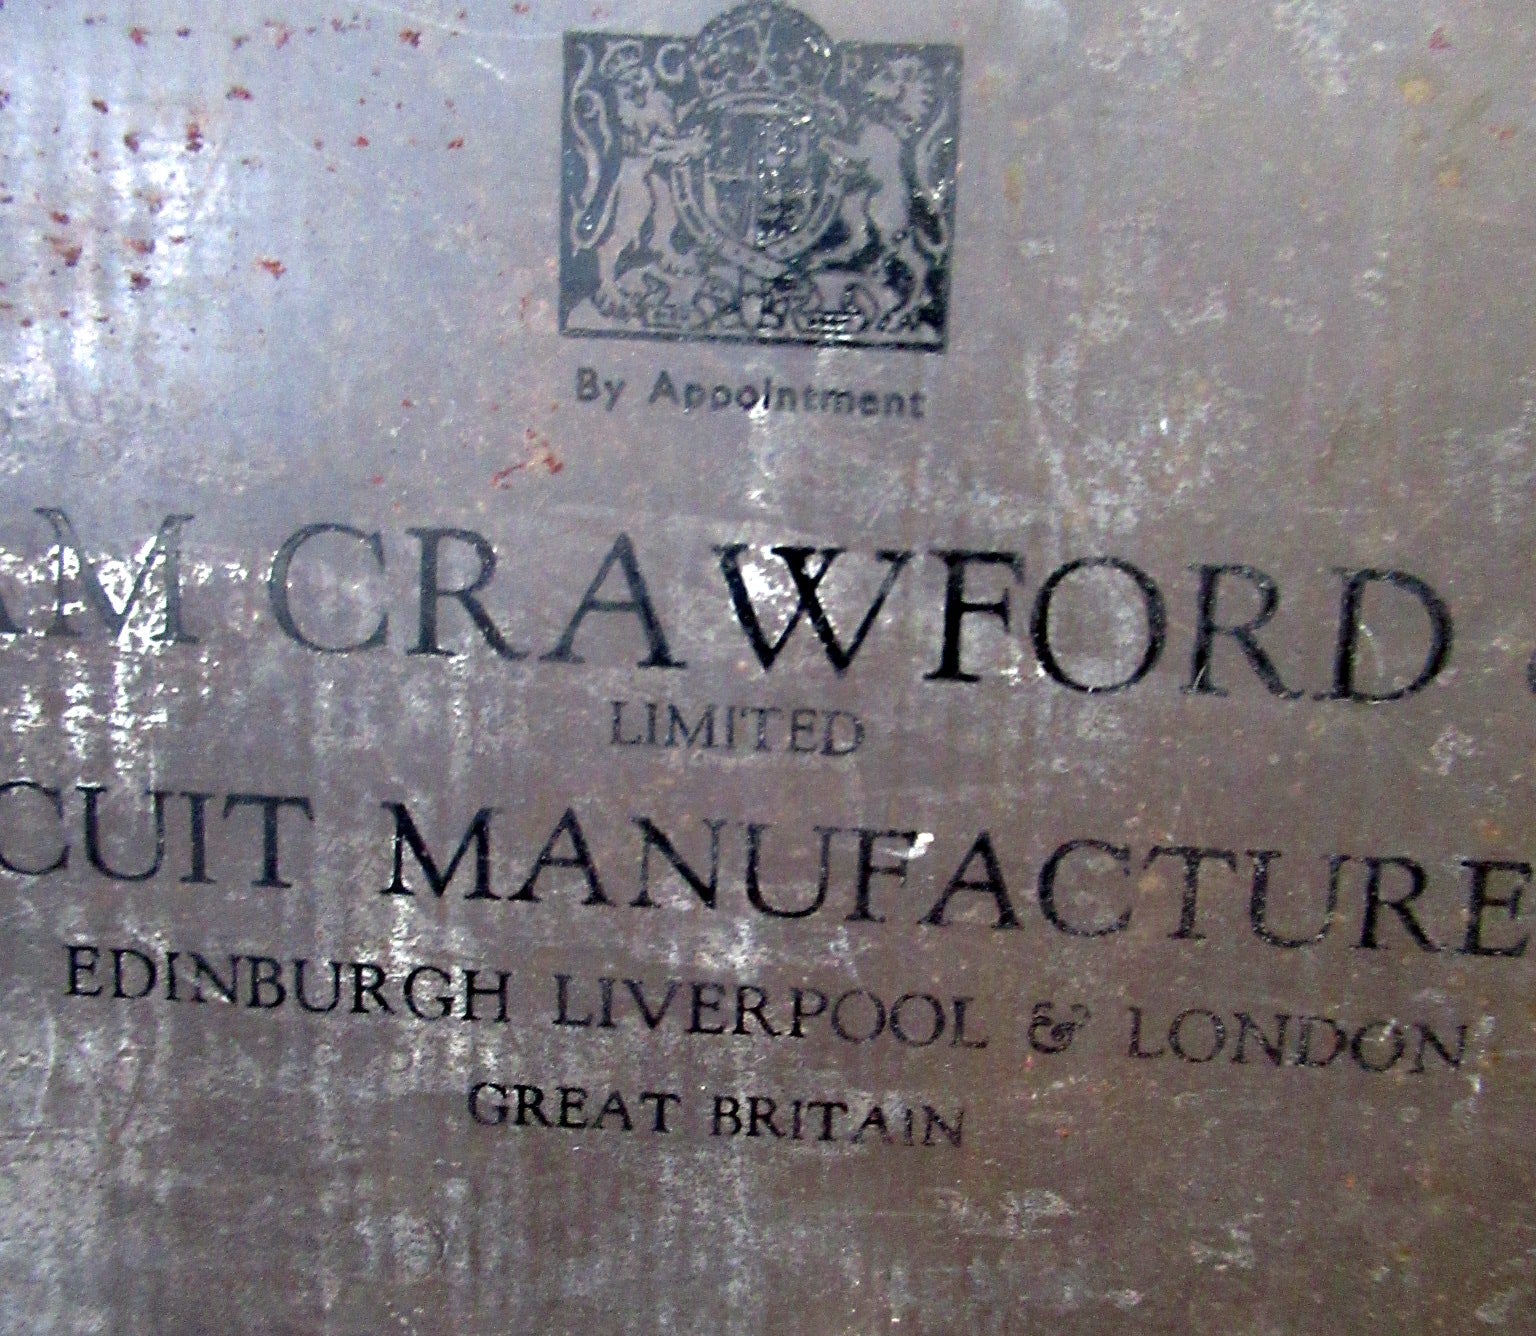 G R
By Appointment
AM CRAWFORD &
LIMITED
CUIT MANUFACTURE
EDINBURGH LIVERPOOL & LONDON
GREAT BRITAIN